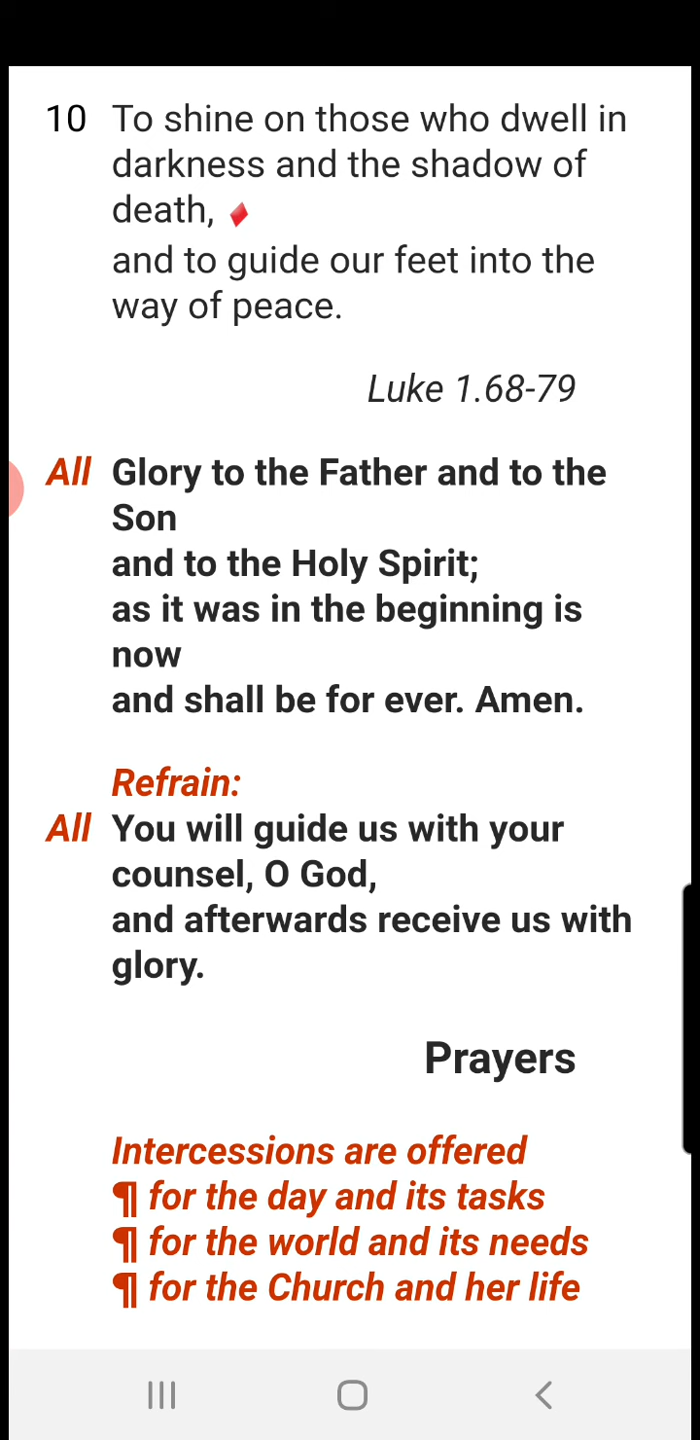 10 To shine on those who dwell in
darkness and the shadow of
death, ♦
and to guide our feet into the
way of peace.
Luke 1.68-79
All Glory to the Father and to the
Son
and to the Holy Spirit;
as it was in the beginning is
now
and shall be for ever. Amen.
Refrain:
All You will guide us with your
counsel, O God,
and afterwards receive us with
glory.
Prayers
Intercessions are offered
¶ for the day and its tasks
¶ for the world and its needs
¶ for the Church and her life